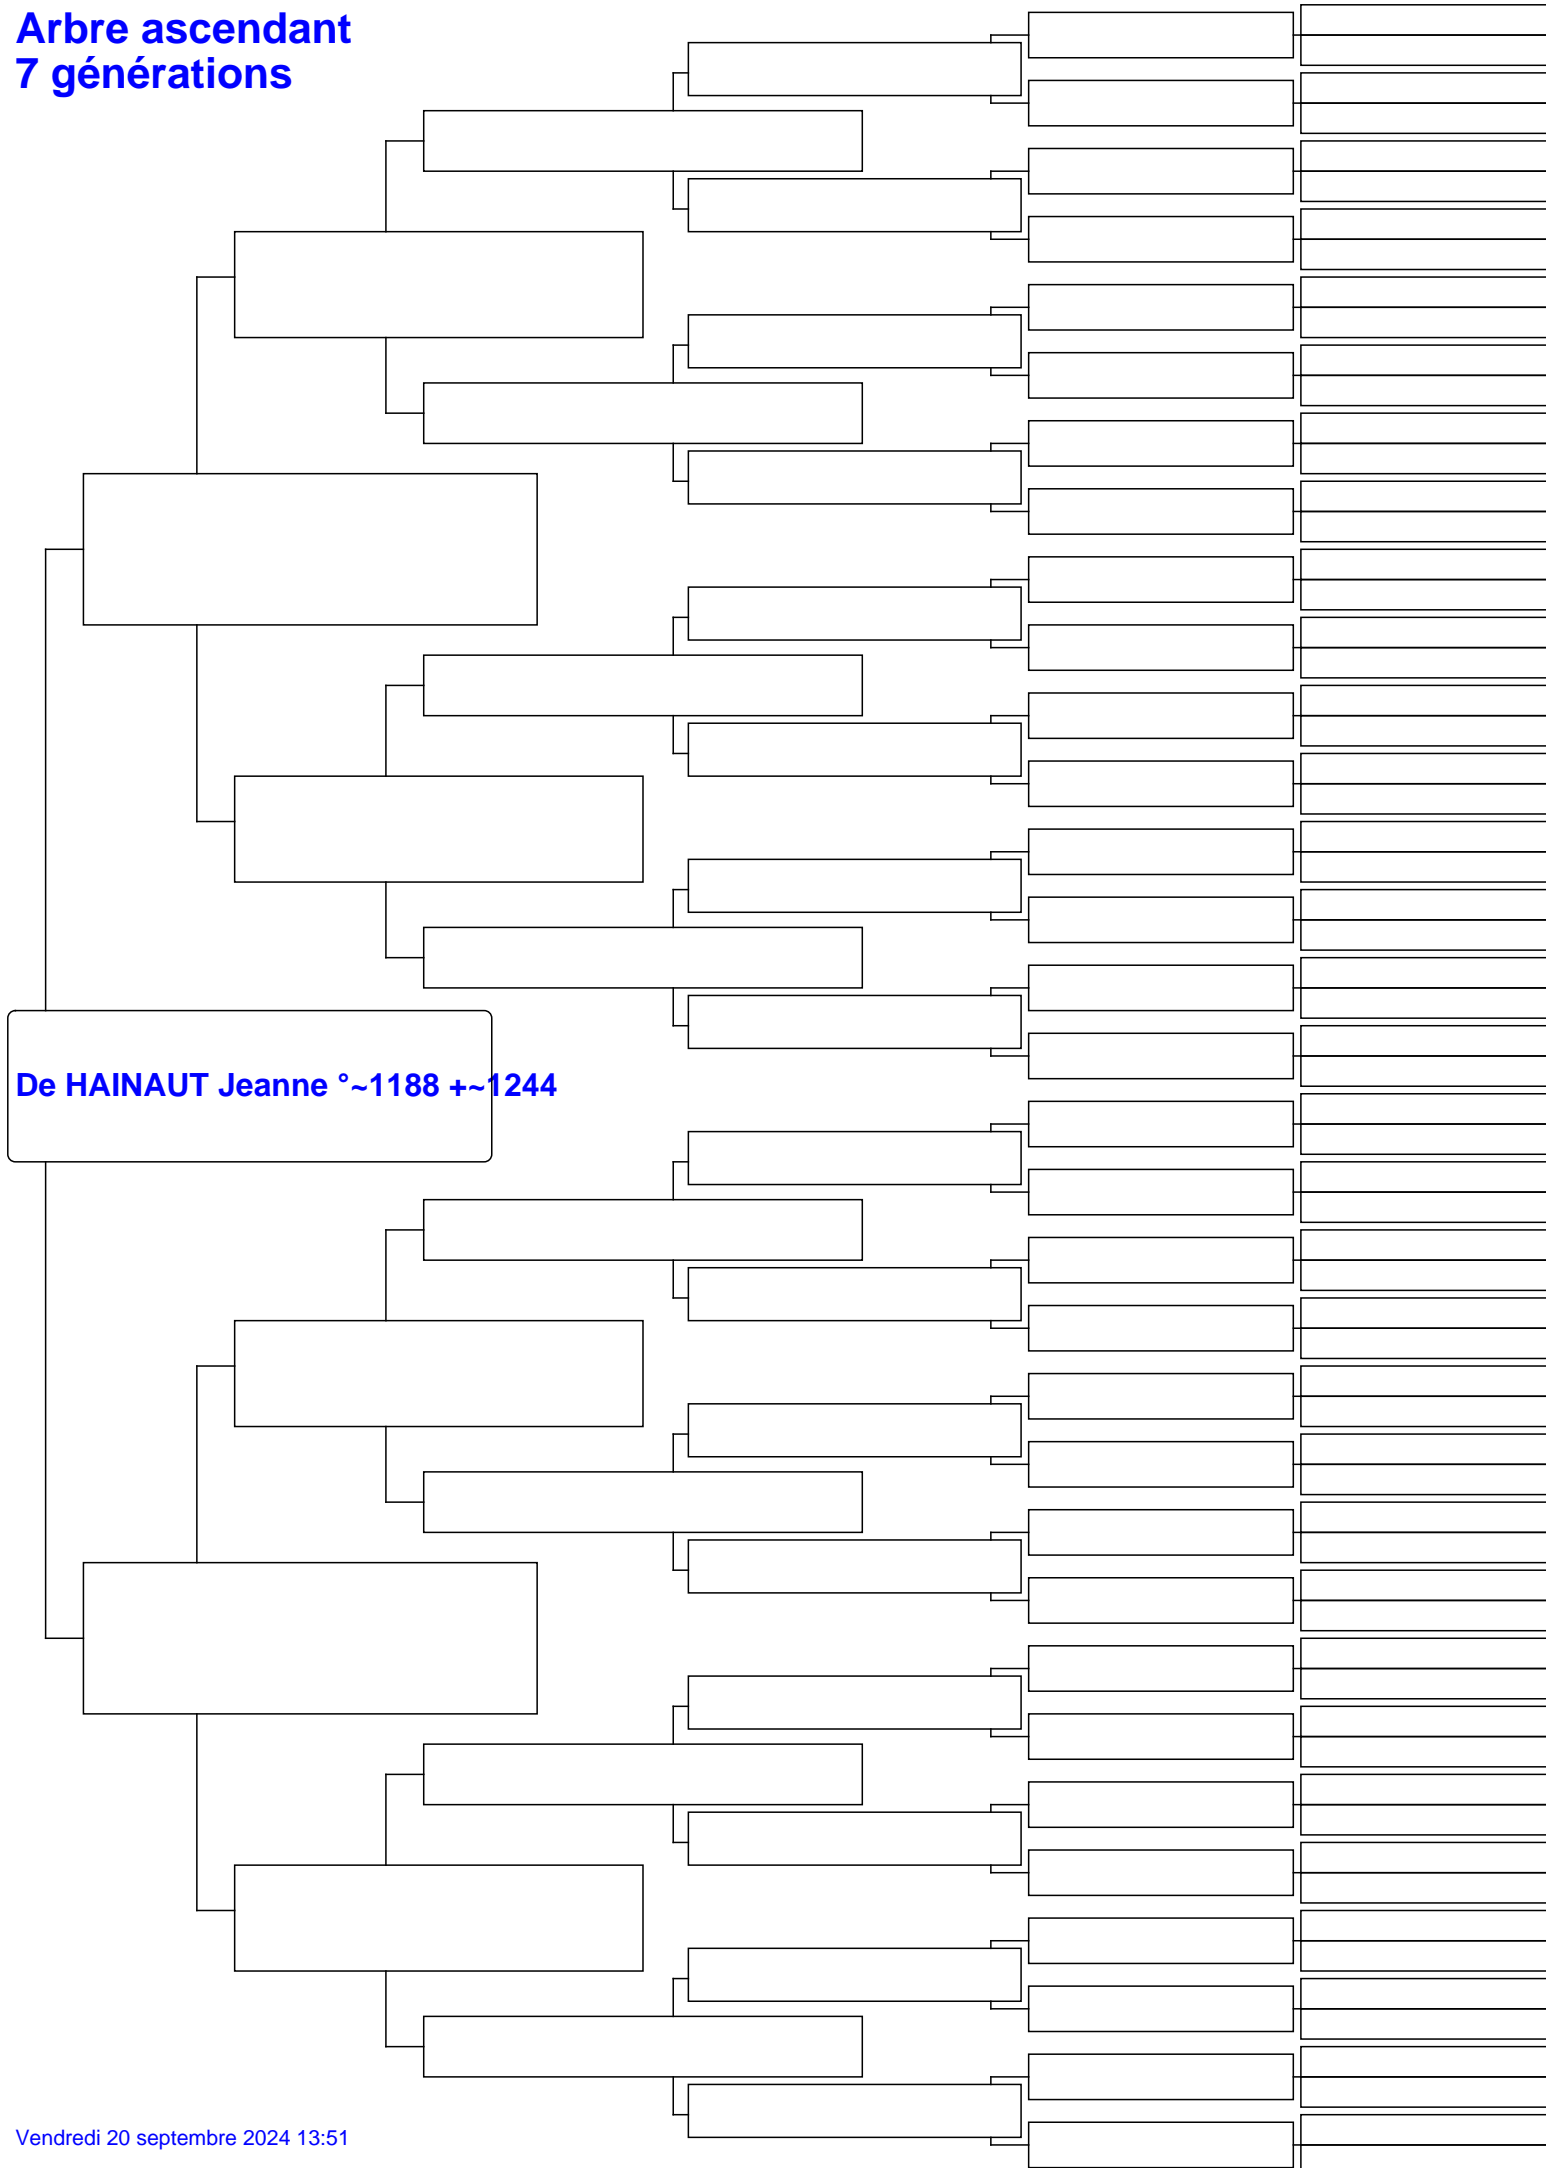 Arbre ascendant
7 générations
De HAINAUT Jeanne °~1188 +~1244
Vendredi 20 septembre 2024 13:51